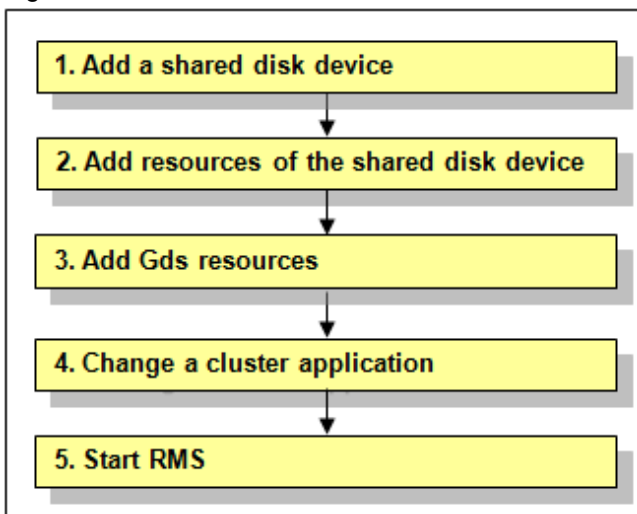 1. Add a shared disk device
2. Add resources of the shared disk device
3. Add Gds resources
4. Change a cluster application
5. Start RMS